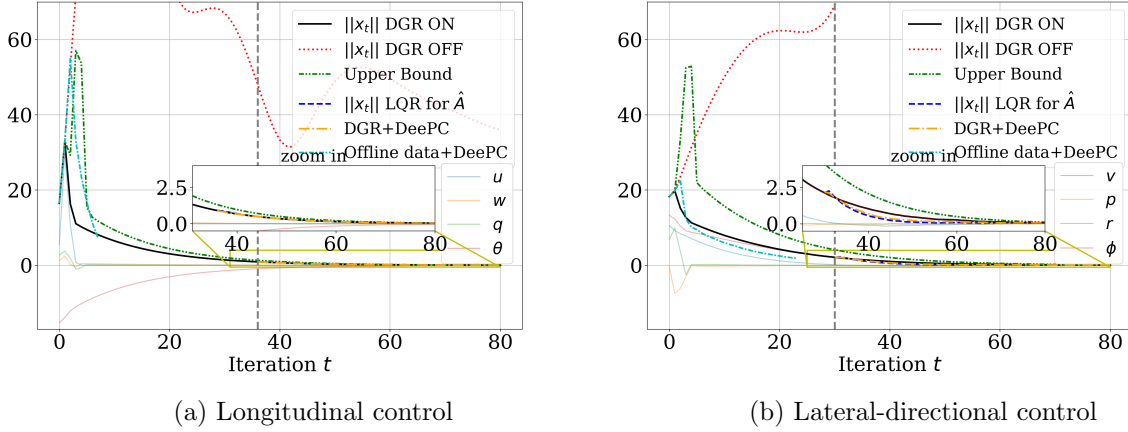 60
40
20
0
||x_t|| DGR ON
||x_t|| DGR OFF
Upper Bound
||x_t|| LQR for Â
DGR+DeePC
Offline data+DeePC
zoom in
2.5
0.0
40
60
80
u
w
q
θ
0
20
40
60
80
Iteration t
(a) Longitudinal control
60
40
20
0
||x_t|| DGR ON
||x_t|| DGR OFF
Upper Bound
||x_t|| LQR for Â
DGR+DeePC
Offline data+DeePC
zoom in
2.5
0.0
40
60
80
v
p
r
ϕ
0
20
40
60
80
Iteration t
(b) Lateral-directional control